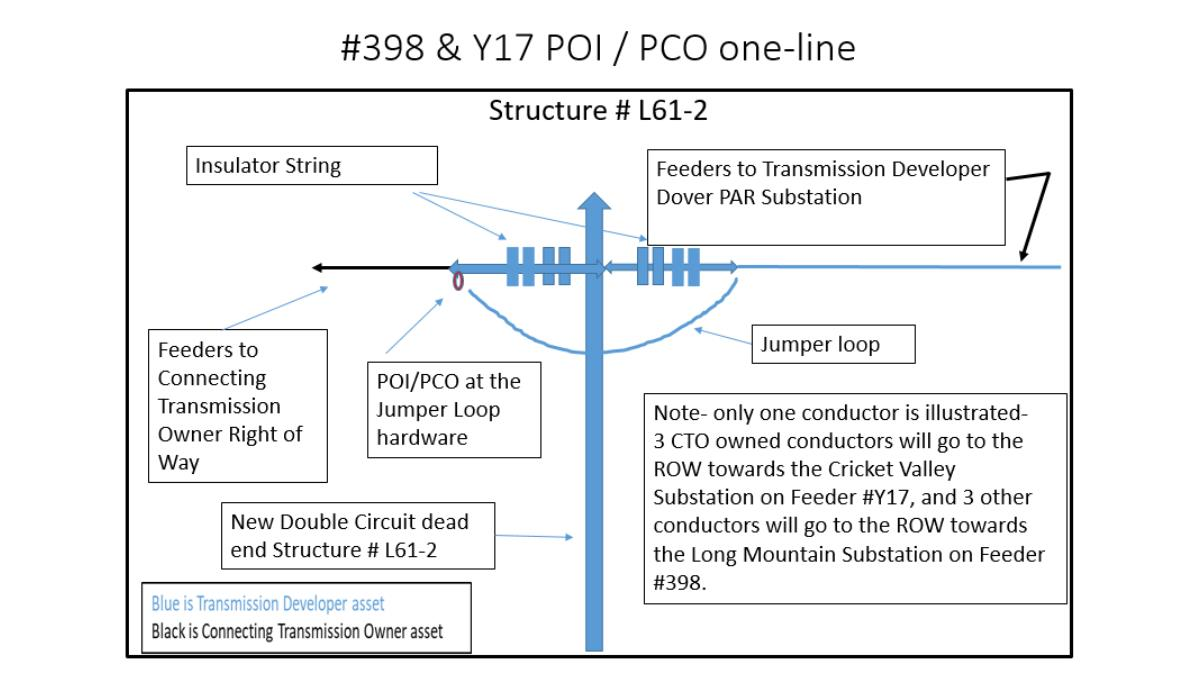 #398 & Y17 POI / PCO one-line
Structure # L61-2
Insulator String
Feeders to Transmission Developer
Dover PAR Substation
Feeders to
Connecting
Transmission
Owner Right of
Way
POI/PCO at the
Jumper Loop
hardware
Jumper loop
Note- only one conductor is illustrated-
3 CTO owned conductors will go to the
ROW towards the Cricket Valley
Substation on Feeder #Y17, and 3 other
conductors will go to the ROW towards
the Long Mountain Substation on Feeder
#398.
New Double Circuit dead
end Structure # L61-2
Blue is Transmission Developer asset
Black is Connecting Transmission Owner asset